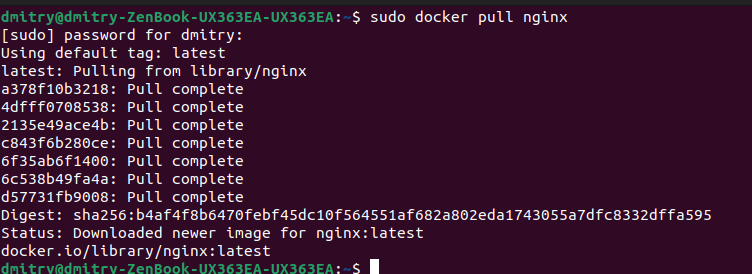 dmitry@dmitry-ZenBook-UX363EA-UX363EA:~$ sudo docker pull nginx
[sudo] password for dmitry:
Using default tag: latest
latest: Pulling from library/nginx
a378f10b3218: Pull complete
4dfff0708538: Pull complete
2135e49ace4b: Pull complete
c843f6b280ce: Pull complete
6f35ab6f1400: Pull complete
6c538b49fa4a: Pull complete
d57731fb9008: Pull complete
Digest: sha256:b4af4f8b6470febf45dc10f564551af682a802eda1743055a7dfc8332dffa595
Status: Downloaded newer image for nginx:latest
docker.io/library/nginx:latest
dmitry@dmitry-ZenBook-UX363EA-UX363EA:~$